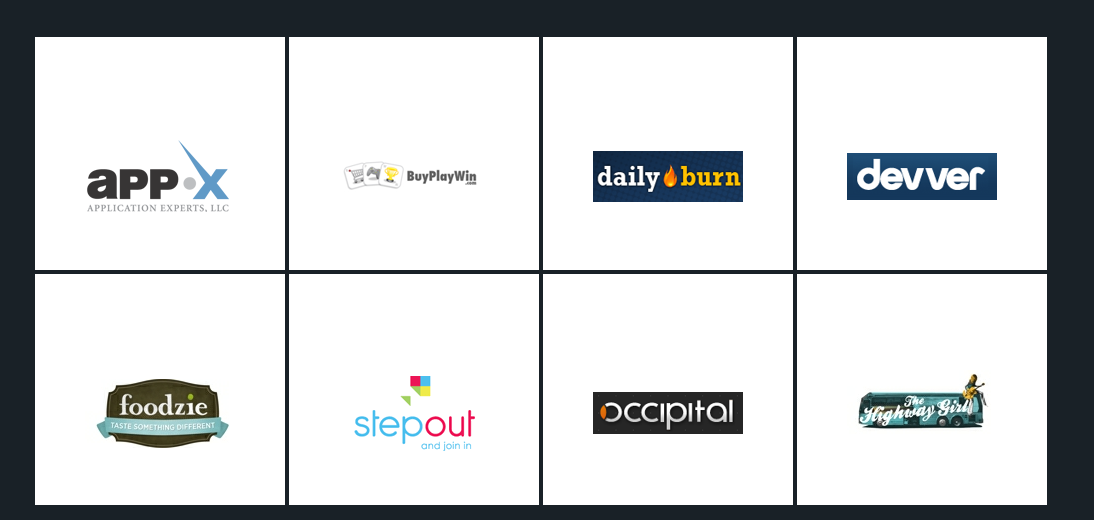 app·x
APPLICATION EXPERTS, LLC
BuyPlayWin
.com
daily burn
devver
foodzie
TASTE SOMETHING DIFFERENT
stepout
and join in
occipital
The
Highway Girl